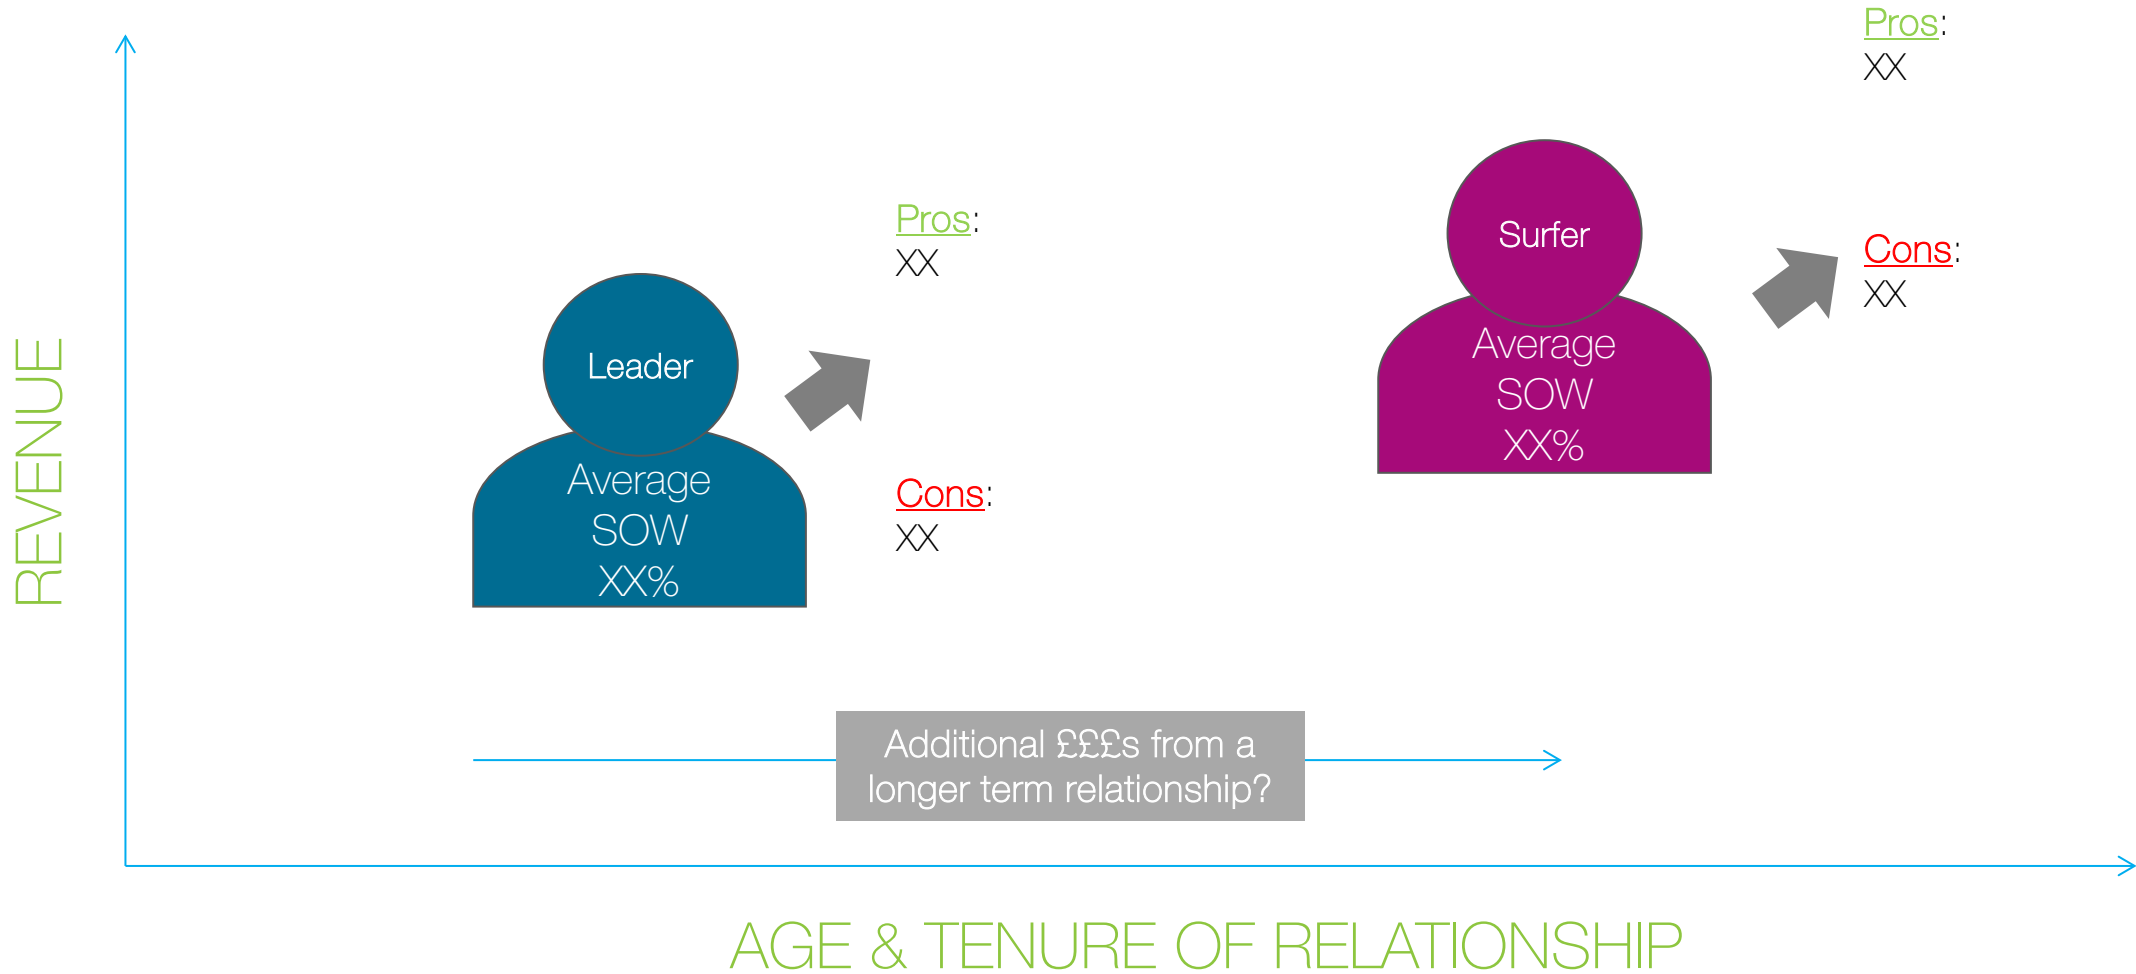 REVENUE
Leader
Average
SOW
XX%
Pros:
XX
Cons:
XX
Surfer
Average
SOW
XX%
Pros:
XX
Cons:
XX
Additional £££s from a
longer term relationship?
AGE & TENURE OF RELATIONSHIP